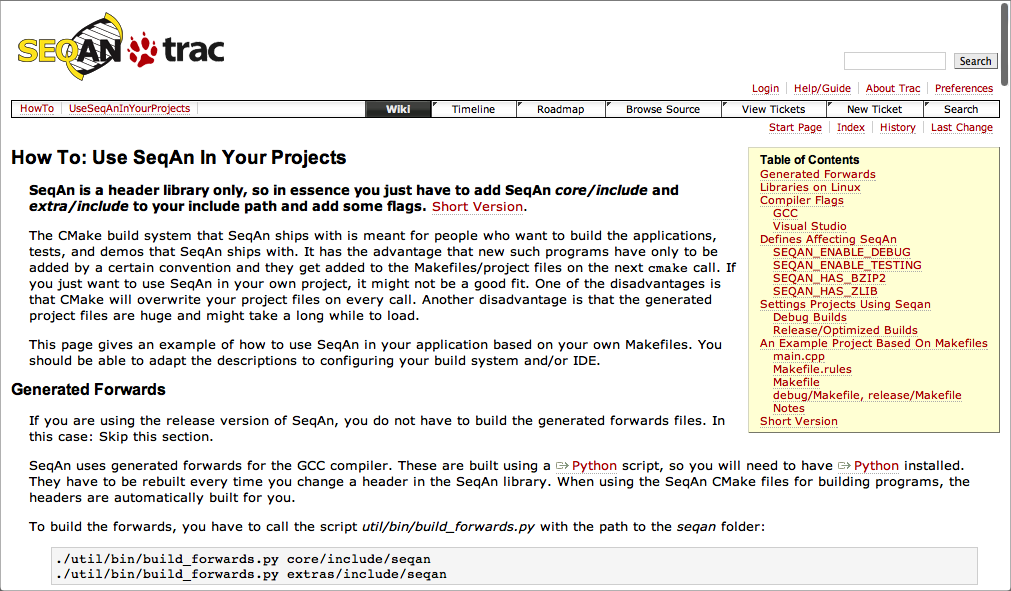 SEQAN trac
Search
Login Help/Guide About Trac Preferences
HowTo UseSeqAnInYourProjects Wiki Timeline Roadmap Browse Source View Tickets New Ticket Search
Start Page Index History Last Change
How To: Use SeqAn In Your Projects
SeqAn is a header library only, so in essence you just have to add SeqAn core/include and
extra/include to your include path and add some flags. Short Version.
The CMake build system that SeqAn ships with is meant for people who want to build the applications,
tests, and demos that SeqAn ships with. It has the advantage that new such programs have only to be
added by a certain convention and they get added to the Makefiles/project files on the next cmake call. If
you just want to use SeqAn in your own project, it might not be a good fit. One of the disadvantages is
that CMake will overwrite your project files on every call. Another disadvantage is that the generated
project files are huge and might take a long while to load.
This page gives an example of how to use SeqAn in your application based on your own Makefiles. You
should be able to adapt the descriptions to configuring your build system and/or IDE.
Table of Contents
Generated Forwards
Libraries on Linux
Compiler Flags
GCC
Visual Studio
Defines Affecting SeqAn
SEQAN_ENABLE_DEBUG
SEQAN_ENABLE_TESTING
SEQAN_HAS_BZIP2
SEQAN_HAS_ZLIB
Settings Projects Using Seqan
Debug Builds
Release/Optimized Builds
An Example Project Based On Makefiles
main.cpp
Makefile.rules
Makefile
debug/Makefile, release/Makefile
Notes
Short Version
Generated Forwards
If you are using the release version of SeqAn, you do not have to build the generated forwards files. In
this case: Skip this section.
SeqAn uses generated forwards for the GCC compiler. These are built using a Python script, so you will need to have Python installed.
They have to be rebuilt every time you change a header in the SeqAn library. When using the SeqAn CMake files for building programs, the
headers are automatically built for you.
To build the forwards, you have to call the script util/bin/build_forwards.py with the path to the seqan folder:
./util/bin/build_forwards.py core/include/seqan
./util/bin/build_forwards.py extras/include/seqan